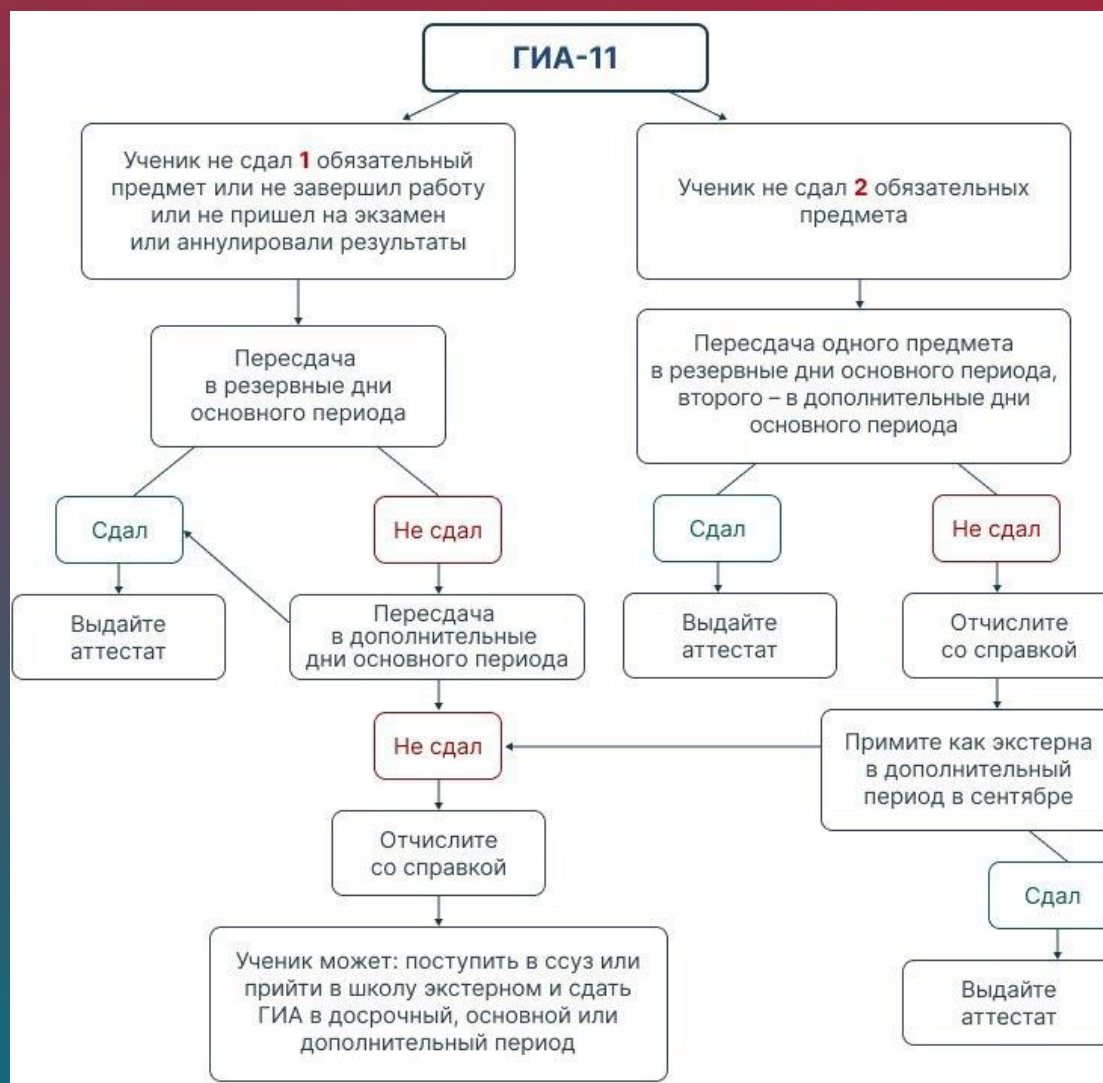 ГИА-11
Ученик не сдал 1 обязательный
предмет или не завершил работу
или не пришел на экзамен
или аннулировали результаты
Ученик не сдал 2 обязательных
предмета
Пересдача
в резервные дни
основного периода
Пересдача одного предмета
в резервные дни основного периода,
второго – в дополнительные дни
основного периода
Сдал
Не сдал
Сдал
Не сдал
Выдайте
аттестат
Пересдача
в дополнительные
дни основного периода
Выдайте
аттестат
Отчислите
со справкой
Не сдал
Примите как экстерна
в дополнительный
период в сентябре
Отчислите
со справкой
Сдал
Ученик может: поступить в ссуз или
прийти в школу экстерном и сдать
ГИА в досрочный, основной или
дополнительный период
Выдайте
аттестат